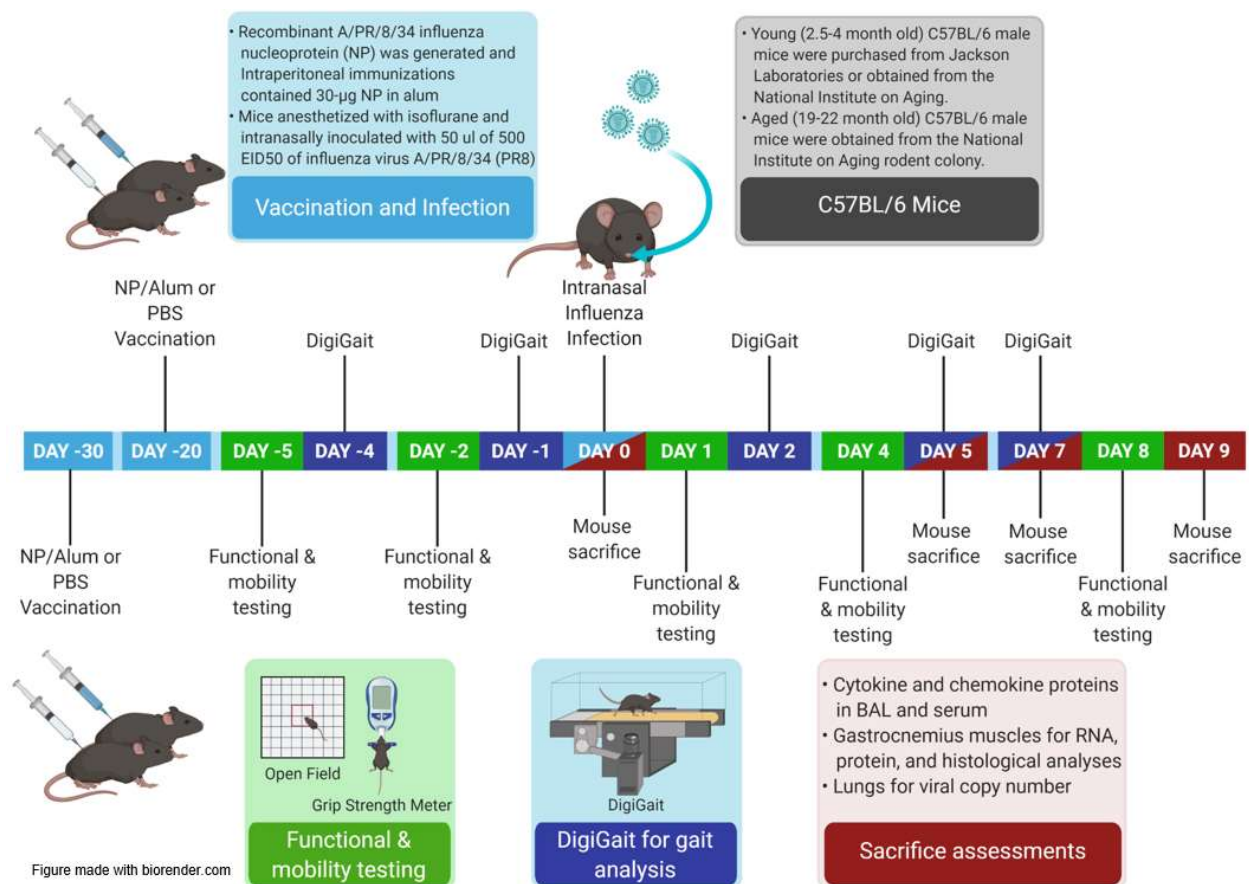 • Recombinant A/PR/8/34 influenza
nucleoprotein (NP) was generated and
Intraperitoneal immunizations
contained 30-µg NP in alum
• Mice anesthetized with isoflurane and
intranasally inoculated with 50 ul of 500
EID50 of influenza virus A/PR/8/34 (PR8)
Vaccination and Infection
• Young (2.5-4 month old) C57BL/6 male
mice were purchased from Jackson
Laboratories or obtained from the
National Institute on Aging.
• Aged (19-22 month old) C57BL/6 male
mice were obtained from the National
Institute on Aging rodent colony.
C57BL/6 Mice
NP/Alum or
PBS
Vaccination
DigiGait
DigiGait
Intranasal
Influenza
Infection
DigiGait
DigiGait
DigiGait
DAY -30
DAY -20
DAY -5
DAY -4
DAY -2
DAY -1
DAY 0
DAY 1
DAY 2
DAY 4
DAY 5
DAY 7
DAY 8
DAY 9
NP/Alum or
PBS
Vaccination
Functional &
mobility
testing
Functional &
mobility
testing
Mouse
sacrifice
Functional &
mobility
testing
Functional
& mobility
testing
Mouse
sacrifice
Mouse
sacrifice
Functional
& mobility
testing
Mouse
sacrifice
Open Field
Grip Strength Meter
Functional &
mobility testing
DigiGait
DigiGait for gait
analysis
• Cytokine and chemokine proteins
in BAL and serum
• Gastrocnemius muscles for RNA,
protein, and histological analyses
• Lungs for viral copy number
Sacrifice assessments
Figure made with biorender.com